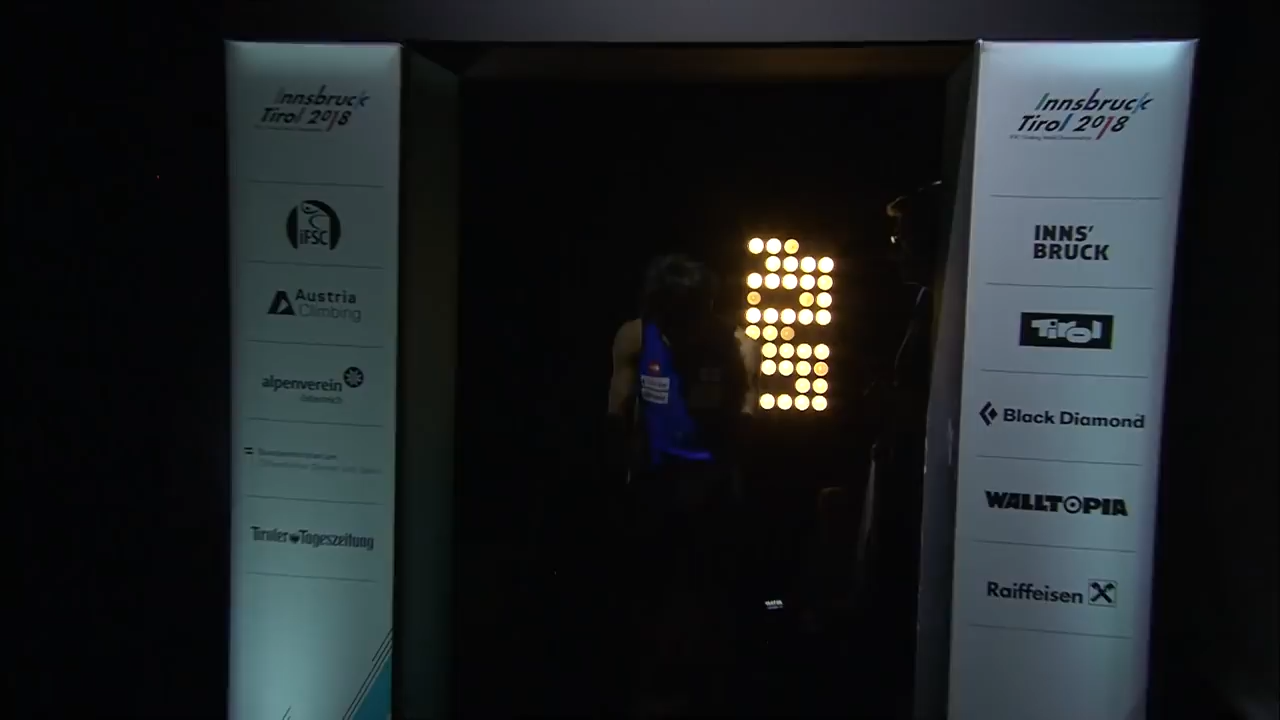 Innsbruck
Tirol 2018
iFSC
Austria
Climbing
alpenverein
österreich
Tiroler Tageszeitung
Innsbruck
Tirol 2018
INNS'
BRUCK
Tirol
Black Diamond
WALLTOPIA
Raiffeisen